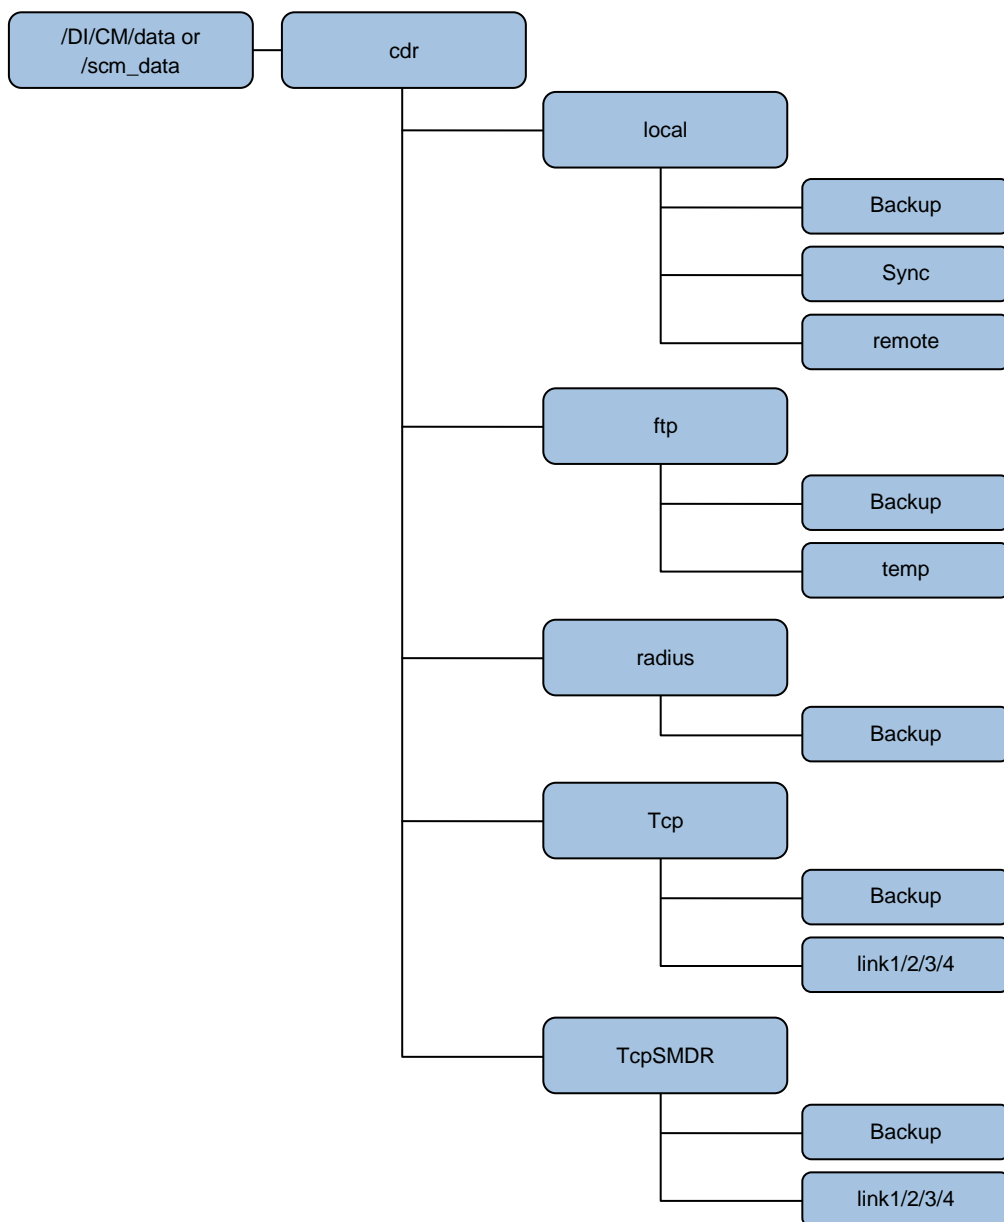 /DI/CM/data or
/scm_data
cdr
local
Backup
Sync
remote
ftp
Backup
temp
radius
Backup
Tcp
Backup
link1/2/3/4
TcpSMDR
Backup
link1/2/3/4